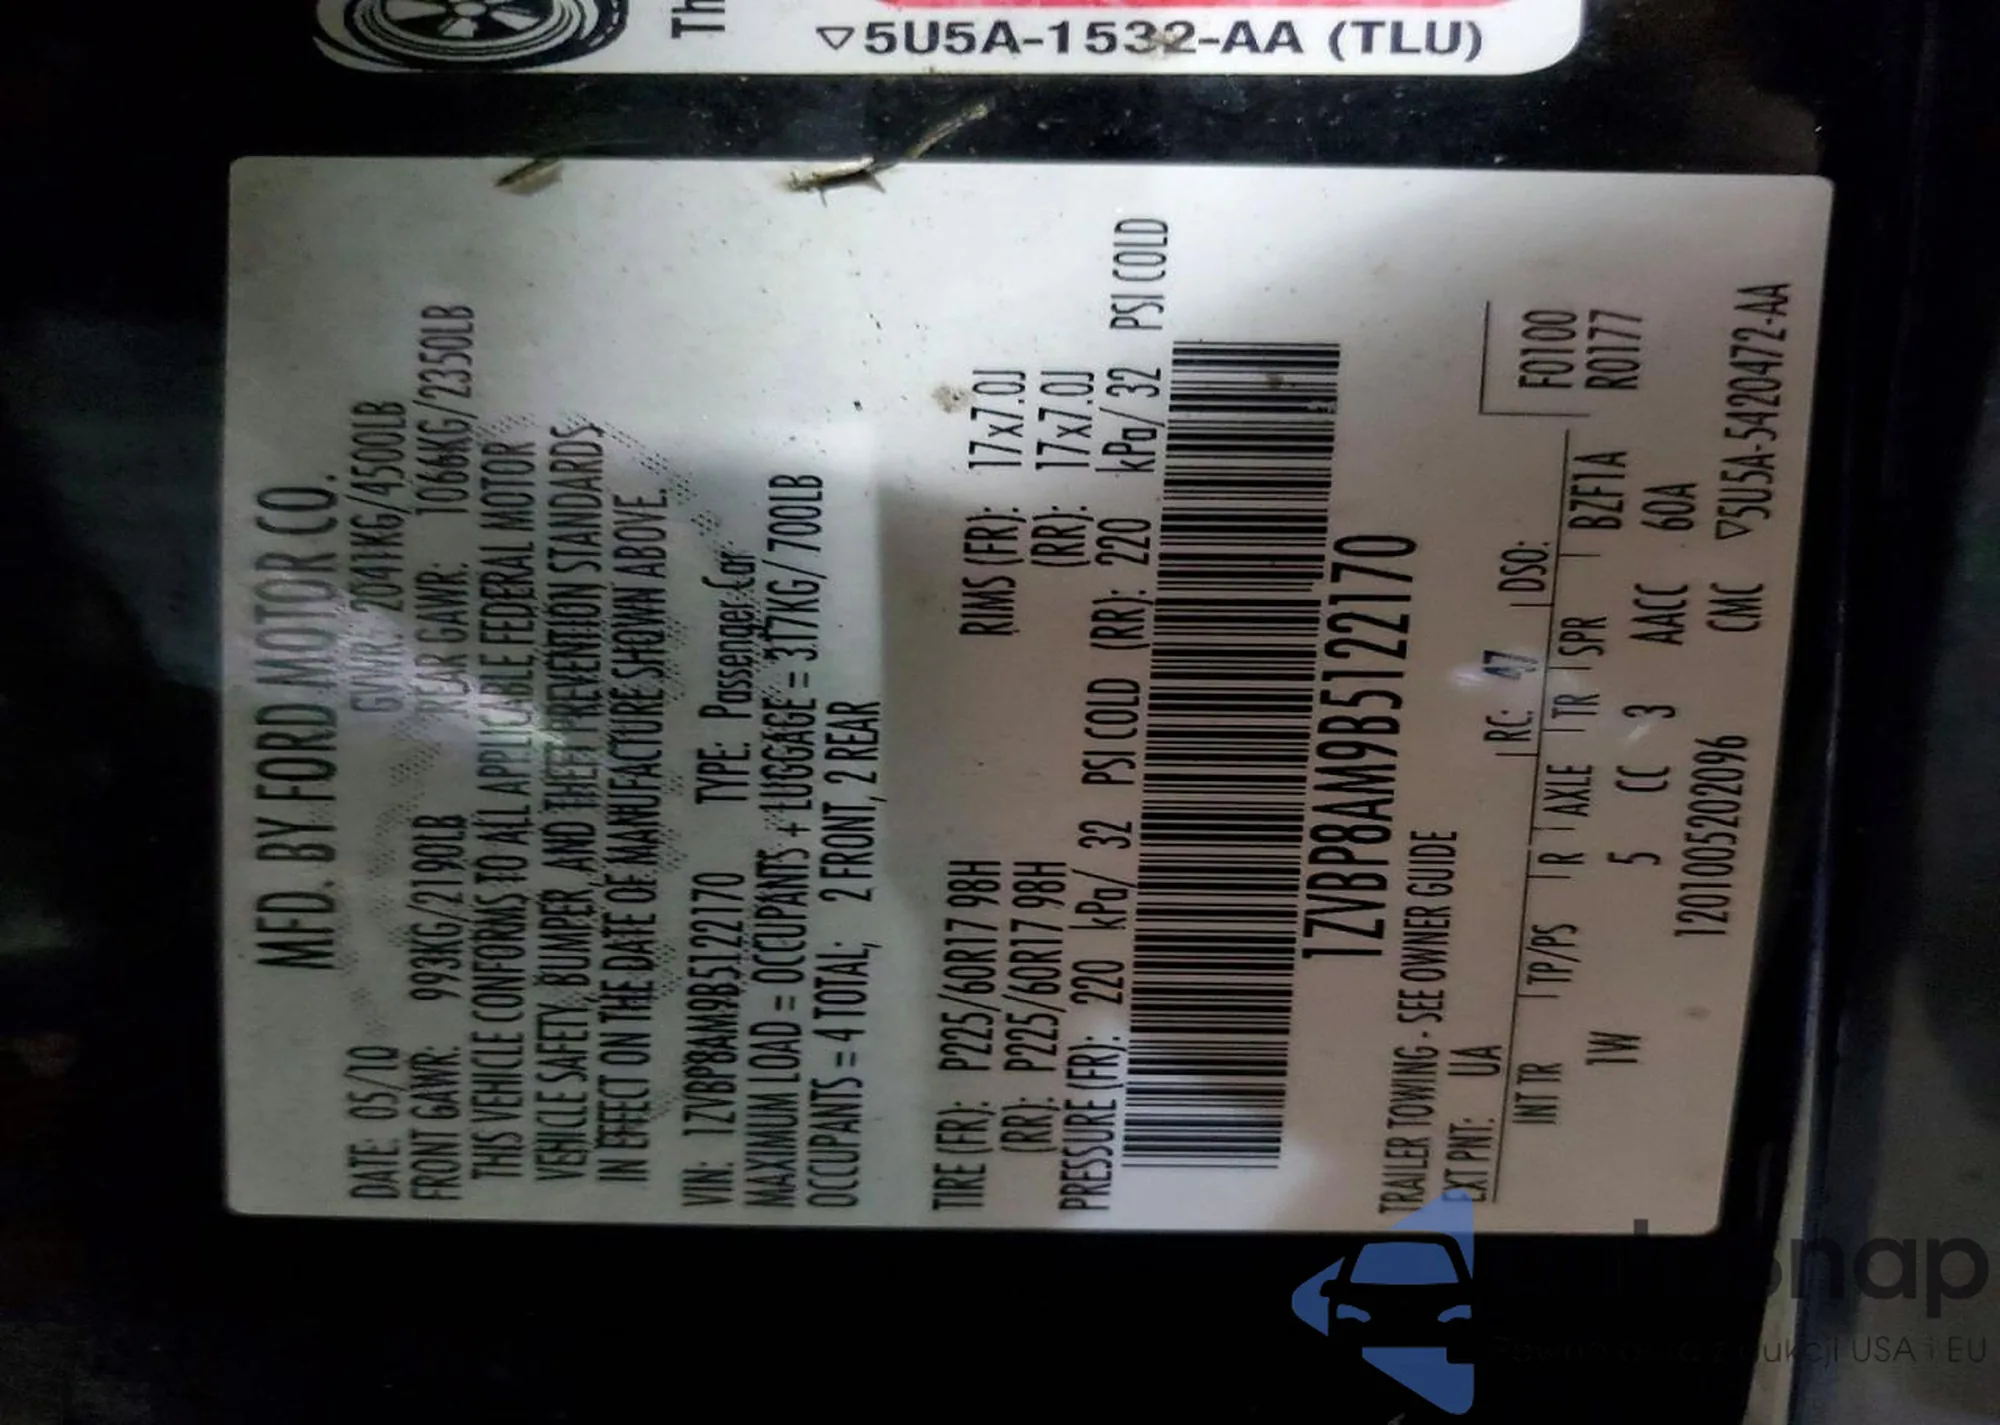 Th
▽5U5A-1532-AA (TLU)
MFD. BY FORD MOTOR CO.
DATE: 05/10 GVWR: 2041KG/4500LB
FRONT GAWR: 993KG/2190LB REAR GAWR: 1066KG/2350LB
THIS VEHICLE CONFORMS TO ALL APPLICABLE FEDERAL MOTOR
VEHICLE SAFETY, BUMPER, AND THEFT PREVENTION STANDARDS
IN EFFECT ON THE DATE OF MANUFACTURE SHOWN ABOVE.
VIN: 1ZVBP8AM9B5122170 TYPE: Passenger Car
MAXIMUM LOAD = OCCUPANTS + LUGGAGE = 317KG/700LB
OCCUPANTS = 4 TOTAL; 2 FRONT, 2 REAR
TIRE (FR): P225/60R17 98H RIMS (FR): 17x7.0J
(RR): P225/60R17 98H (RR): 17x7.0J
PRESSURE (FR): 220 kPa/ 32 PSI COLD (RR): 220 kPa/ 32 PSI COLD
1ZVBP8AM9B5122170
TRAILER TOWING - SEE OWNER GUIDE
EXT PNT: UA RC: 47 DSO:
INT TR TP/PS R AXLE TR SPR BZF1A F0100
1W 5 CC 3 AACC 60A R0177
1201005202096 CMC ▽5U5A-5420472-AA
nap
USA i EU